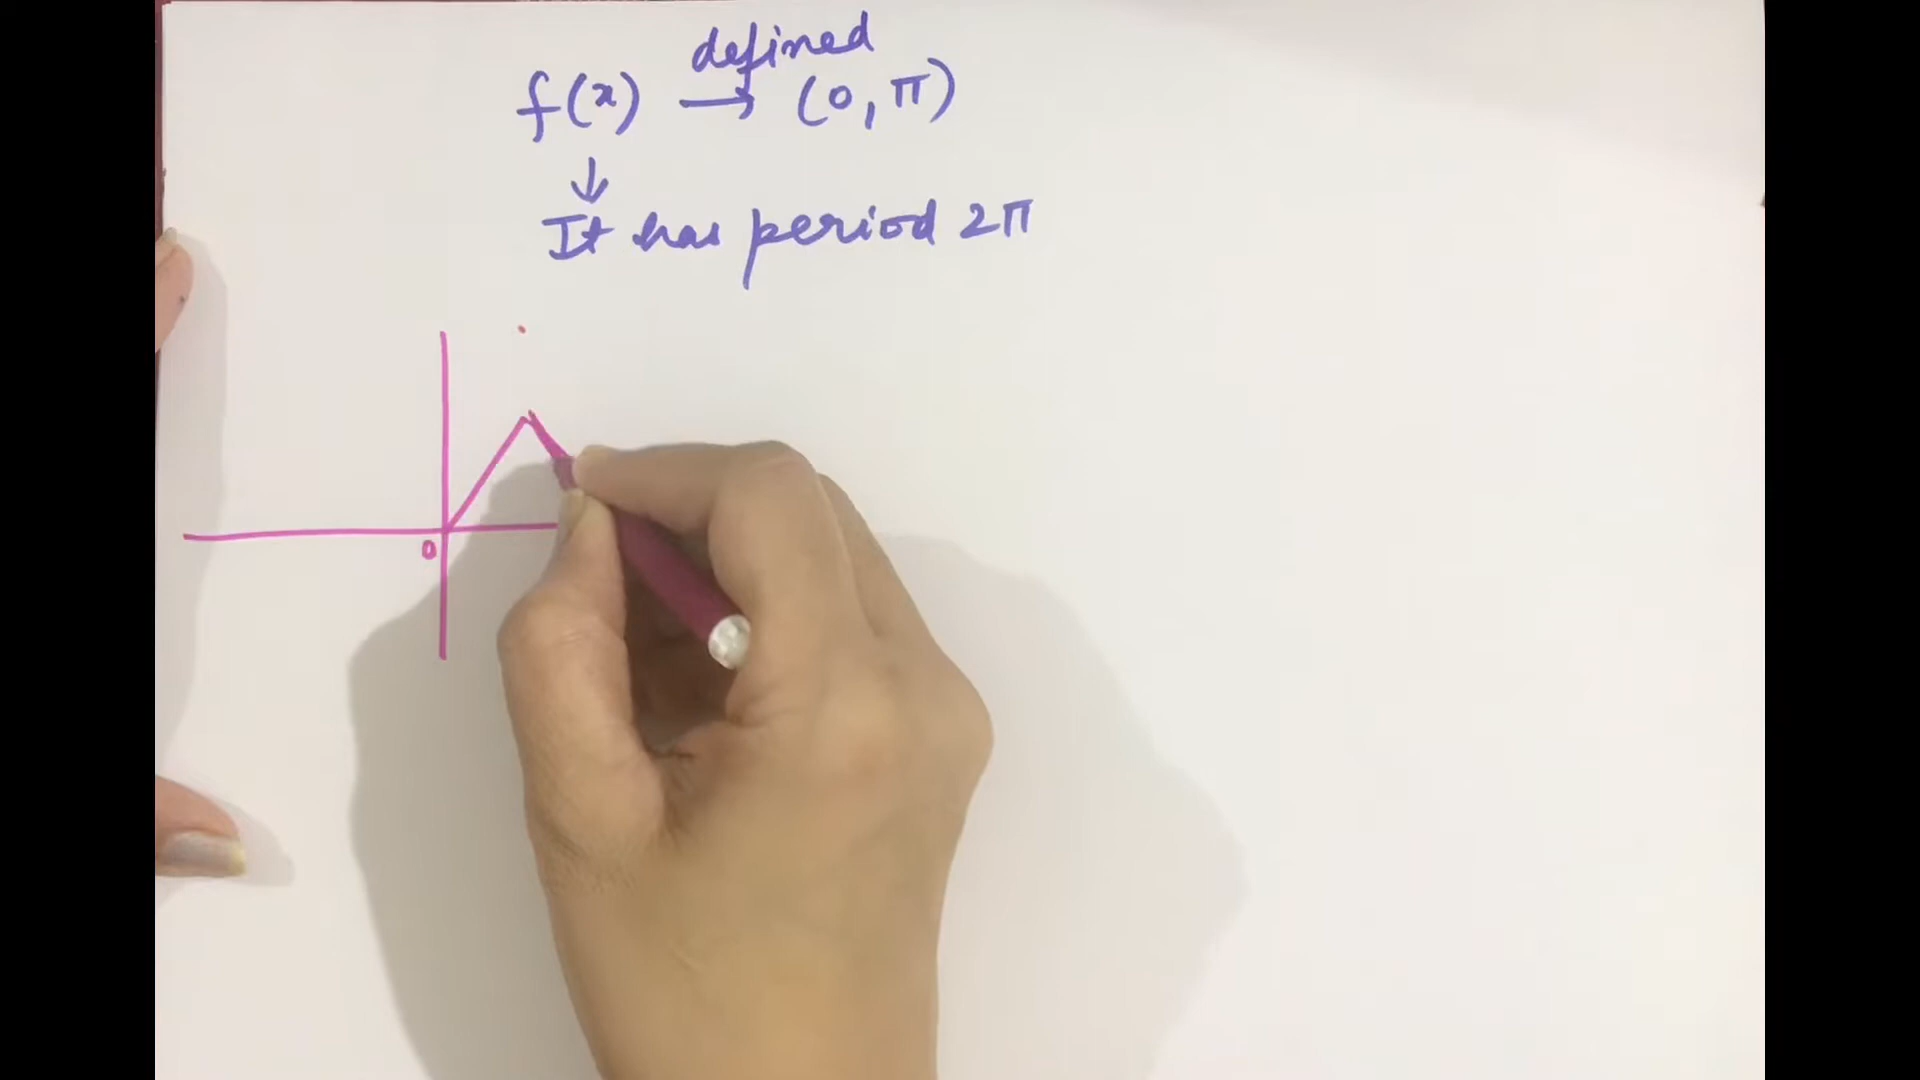 defined
f(x) → (0, π)
↓
It has period 2π
0